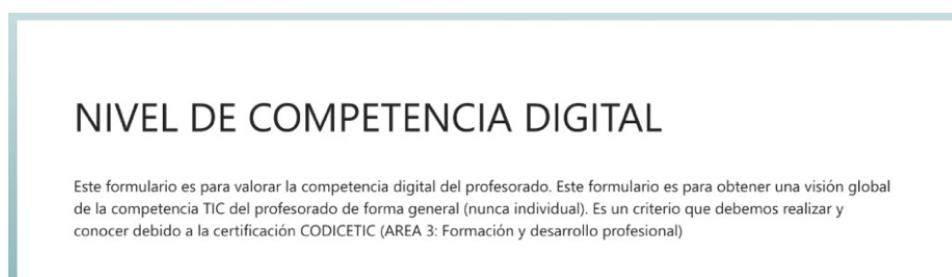 NIVEL DE COMPETENCIA DIGITAL
Este formulario es para valorar la competencia digital del profesorado. Este formulario es para obtener una visión global
de la competencia TIC del profesorado de forma general (nunca individual). Es un criterio que debemos realizar y
conocer debido a la certificación CODICETIC (AREA 3: Formación y desarrollo profesional)